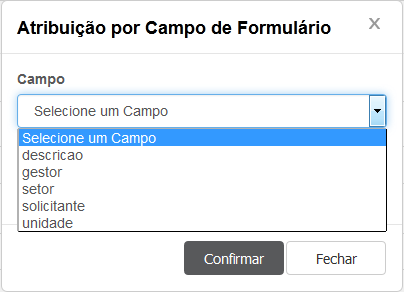 Atribuição por Campo de Formulário
X
Campo
Selecione um Campo
Selecione um Campo
descricao
gestor
setor
solicitante
unidade
Confirmar Fechar